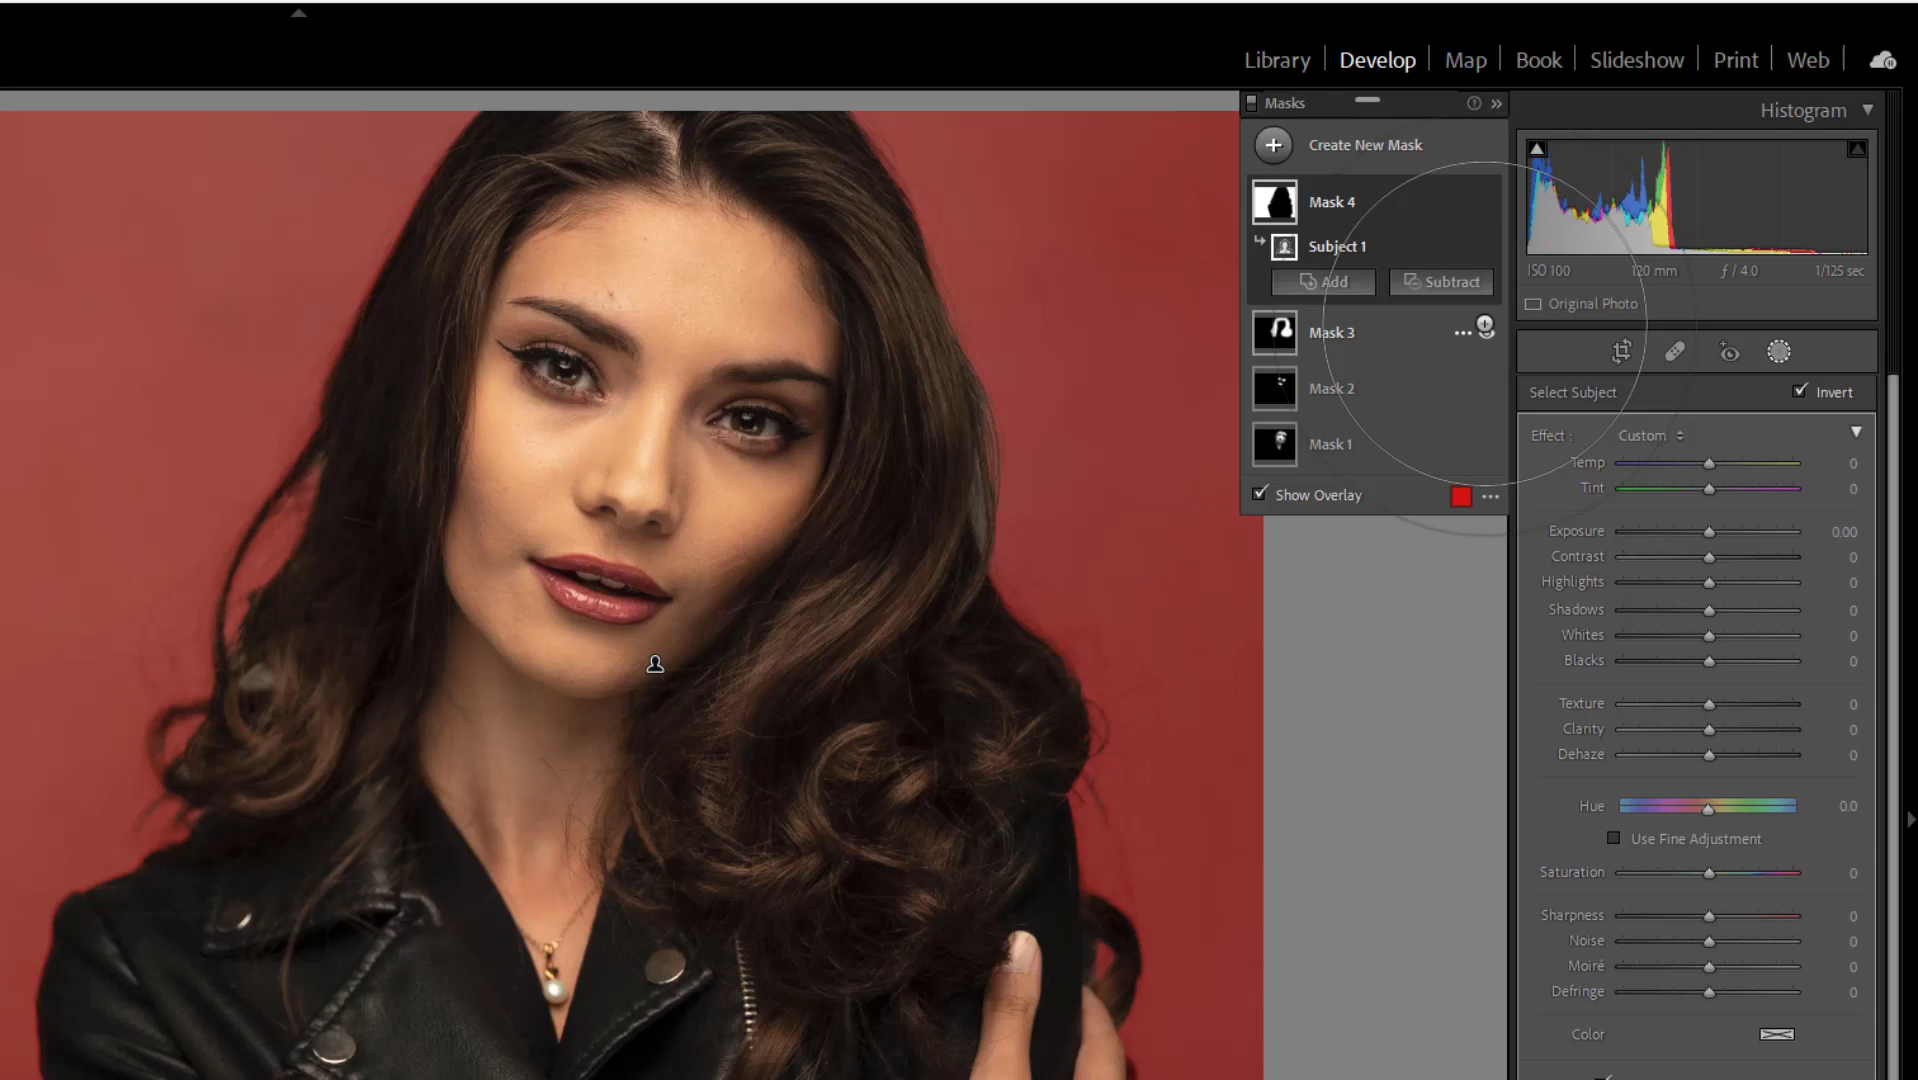 Library | Develop | Map | Book | Slideshow | Print | Web |
Masks
Create New Mask
Mask 4
Subject 1
Add Subtract
Mask 3
Mask 2
Mask 1
Show Overlay
Histogram
ISO 100 120 mm ƒ / 4.0 1/125 sec
Original Photo
Select Subject Invert
Effect : Custom
Temp 0
Tint 0
Exposure 0.00
Contrast 0
Highlights 0
Shadows 0
Whites 0
Blacks 0
Texture 0
Clarity 0
Dehaze 0
Hue 0.0
Use Fine Adjustment
Saturation 0
Sharpness 0
Noise 0
Moiré 0
Defringe 0
Color